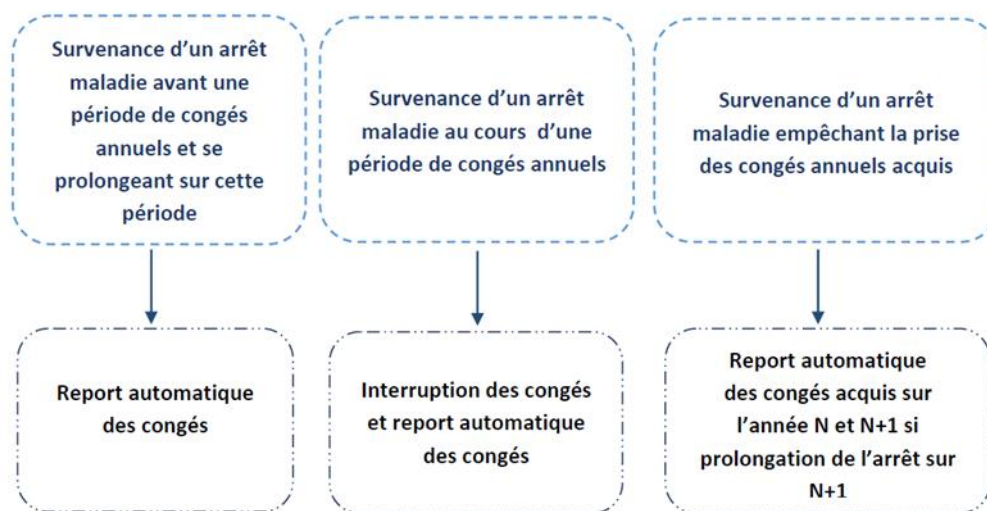 Survenance d’un arrêt
maladie avant une
période de congés
annuels et se
prolongeant sur cette
période
Survenance d’un arrêt
maladie au cours d’une
période de congés annuels
Survenance d’un arrêt
maladie empêchant la prise
des congés annuels acquis
Report automatique
des congés
Interruption des congés
et report automatique
des congés
Report automatique
des congés acquis sur
l’année N et N+1 si
prolongation de l’arrêt sur
N+1